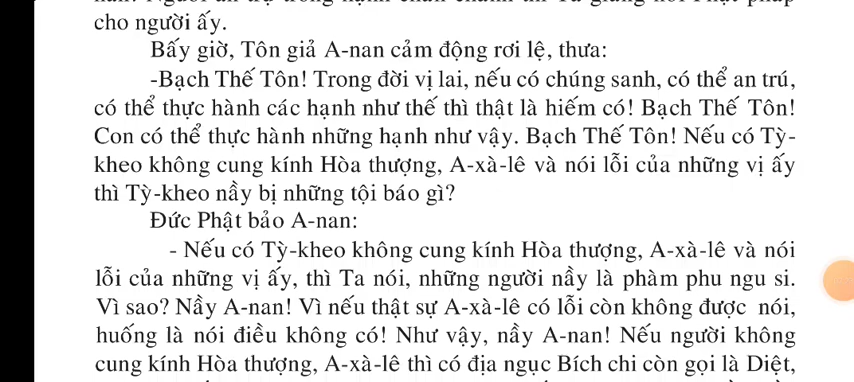 cho người ấy.
Bấy giờ, Tôn giả A-nan cảm động rơi lệ, thưa:
-Bạch Thế Tôn! Trong đời vị lai, nếu có chúng sanh, có thể an trú,
có thể thực hành các hạnh như thế thì thật là hiếm có! Bạch Thế Tôn!
Con có thể thực hành những hạnh như vậy. Bạch Thế Tôn! Nếu có Tỳ-
kheo không cung kính Hòa thượng, A-xà-lê và nói lỗi của những vị ấy
thì Tỳ-kheo nầy bị những tội báo gì?
Đức Phật bảo A-nan:
- Nếu có Tỳ-kheo không cung kính Hòa thượng, A-xà-lê và nói
lỗi của những vị ấy, thì Ta nói, những người nầy là phàm phu ngu si.
Vì sao? Nầy A-nan! Vì nếu thật sự A-xà-lê có lỗi còn không được nói,
huống là nói điều không có! Như vậy, nầy A-nan! Nếu người không
cung kính Hòa thượng, A-xà-lê thì có địa ngục Bích chi còn gọi là Diệt,